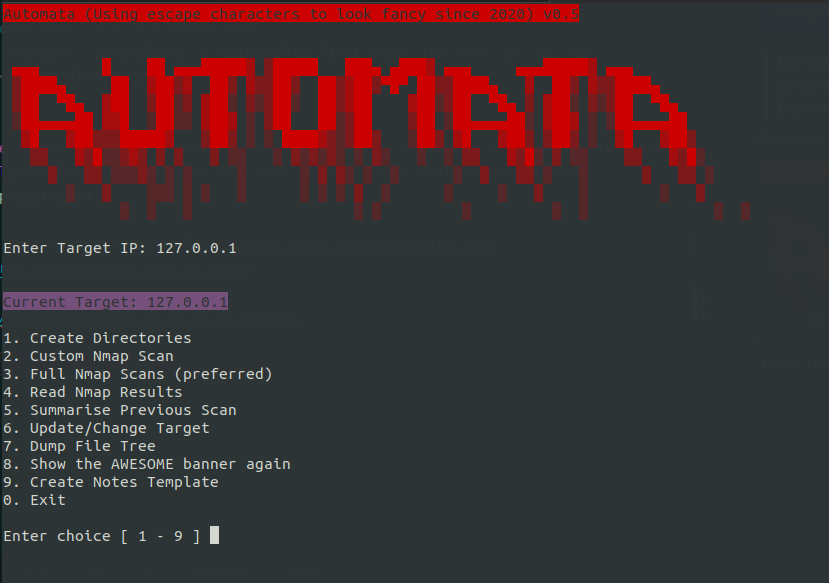 Automata (Using escape characters to look fancy since 2020) v0.5
AUTOMATA
Enter Target IP: 127.0.0.1
Current Target: 127.0.0.1
1. Create Directories
2. Custom Nmap Scan
3. Full Nmap Scans (preferred)
4. Read Nmap Results
5. Summarise Previous Scan
6. Update/Change Target
7. Dump File Tree
8. Show the AWESOME banner again
9. Create Notes Template
0. Exit
Enter choice [ 1 - 9 ]